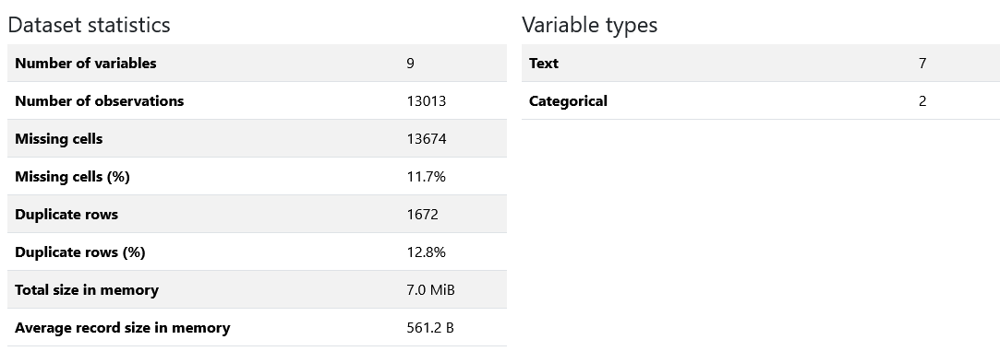 Dataset statistics
Number of variables 9
Number of observations 13013
Missing cells 13674
Missing cells (%) 11.7%
Duplicate rows 1672
Duplicate rows (%) 12.8%
Total size in memory 7.0 MiB
Average record size in memory 561.2 B
Variable types
Text 7
Categorical 2